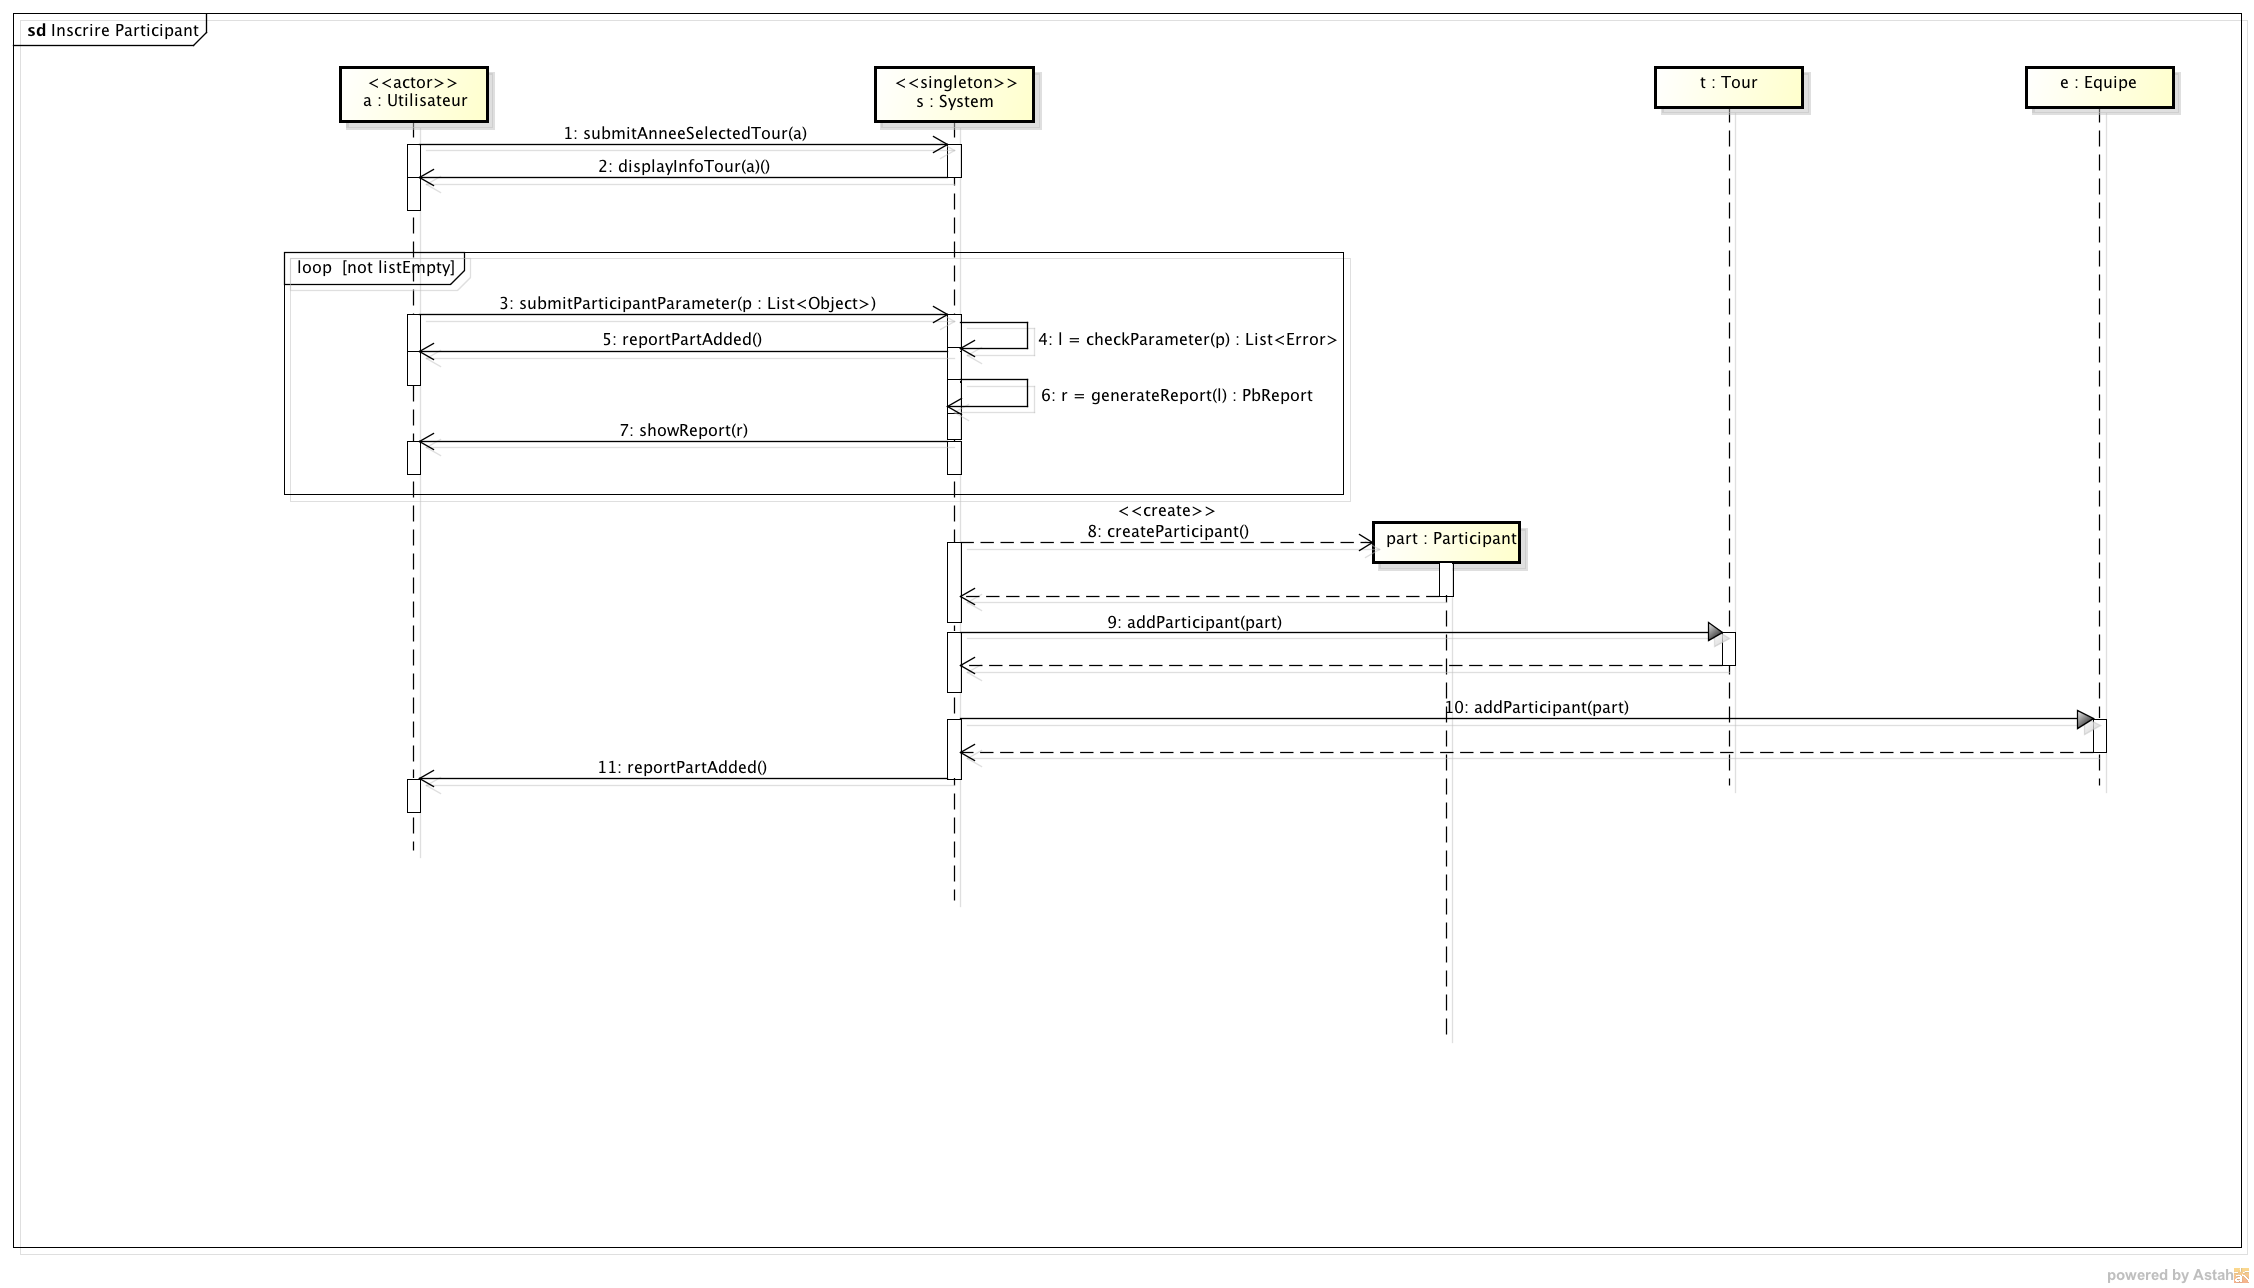 sd Inscrire Participant
<<actor>>
a : Utilisateur
<<singleton>>
s : System
t : Tour
e : Equipe
1: submitAnneeSelectedTour(a)
2: displayInfoTour(a)()
loop [not listEmpty]
3: submitParticipantParameter(p : List<Object>)
5: reportPartAdded()
4: l = checkParameter(p) : List<Error>
6: r = generateReport(l) : PbReport
7: showReport(r)
<<create>>
8: createParticipant()
part : Participant
9: addParticipant(part)
10: addParticipant(part)
11: reportPartAdded()
powered by Astah